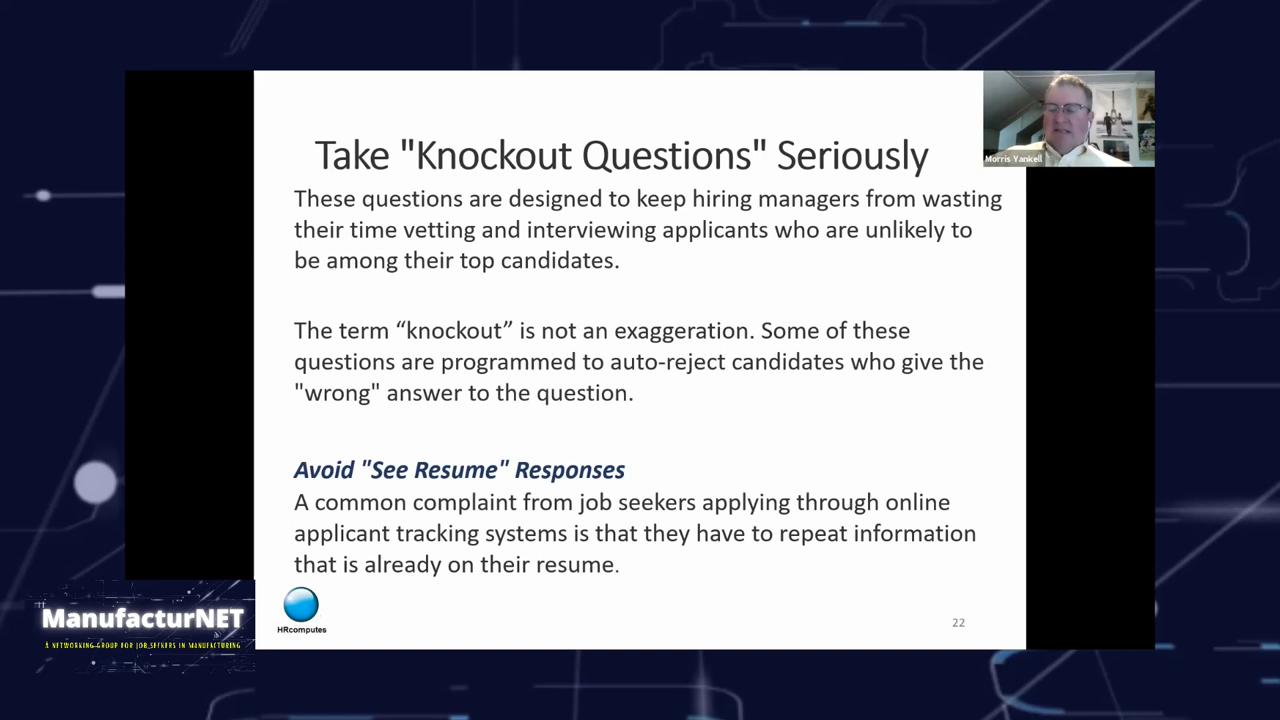 Take "Knockout Questions" Seriously
Morris Yankell
These questions are designed to keep hiring managers from wasting
their time vetting and interviewing applicants who are unlikely to
be among their top candidates.
The term “knockout” is not an exaggeration. Some of these
questions are programmed to auto-reject candidates who give the
"wrong" answer to the question.
Avoid "See Resume" Responses
A common complaint from job seekers applying through online
applicant tracking systems is that they have to repeat information
that is already on their resume.
HRcomputes
22
ManufacturNET
A NETWORKING GROUP FOR JOB SEEKERS IN MANUFACTURING